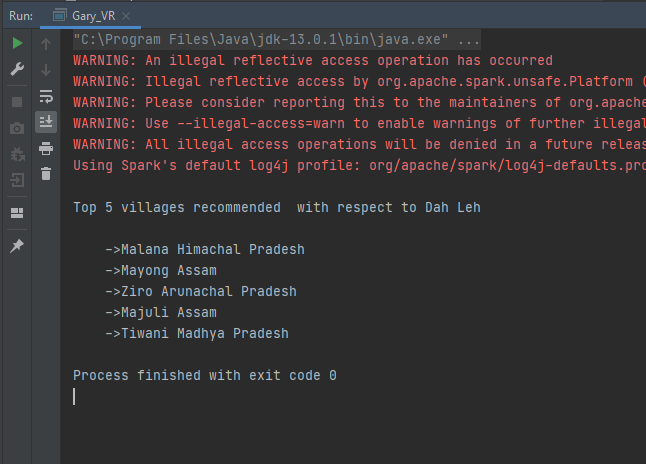 Run: Gary_VR
"C:\Program Files\Java\jdk-13.0.1\bin\java.exe" ...
WARNING: An illegal reflective access operation has occurred
WARNING: Illegal reflective access by org.apache.spark.unsafe.Platform (
WARNING: Please consider reporting this to the maintainers of org.apache
WARNING: Use --illegal-access=warn to enable warnings of further illegal
WARNING: All illegal access operations will be denied in a future releas
Using Spark's default log4j profile: org/apache/spark/log4j-defaults.pro
Top 5 villages recommended  with respect to Dah Leh
->Malana Himachal Pradesh
->Mayong Assam
->Ziro Arunachal Pradesh
->Majuli Assam
->Tiwani Madhya Pradesh
Process finished with exit code 0